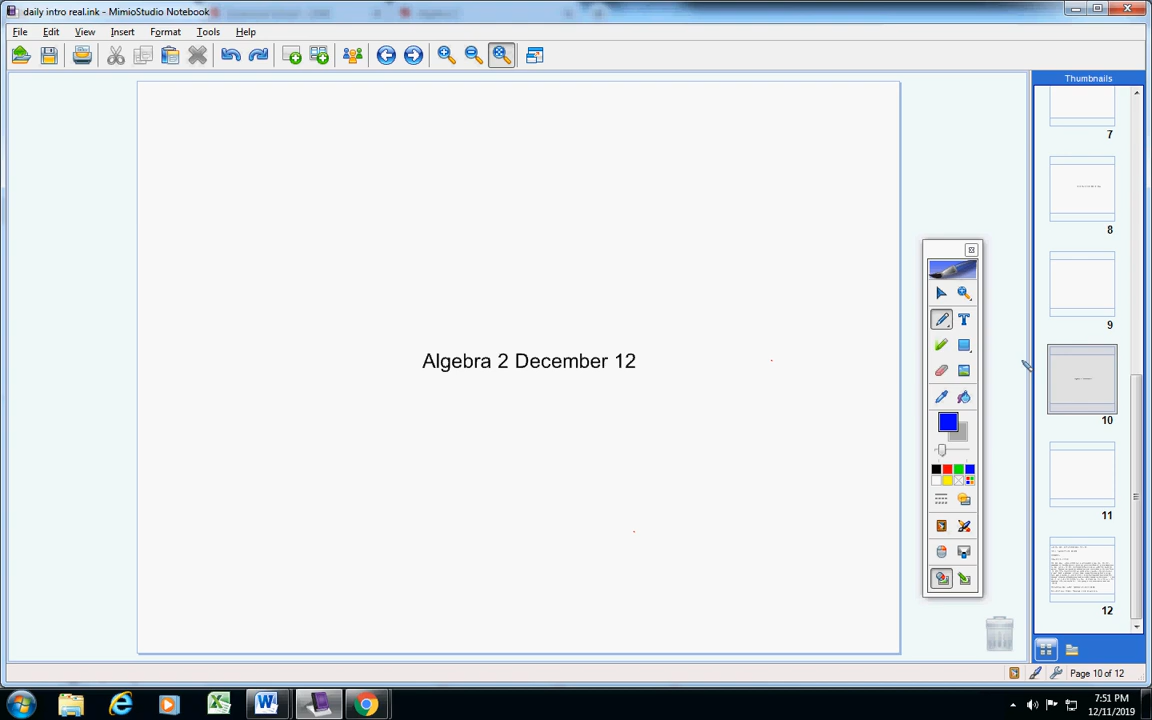 daily intro real.ink - MimioStudio Notebook
File Edit View Insert Format Tools Help
Thumbnails
7
8
9
Algebra 2 December 12
T
10
11
12
Page 10 of 12
7:51 PM
12/11/2019